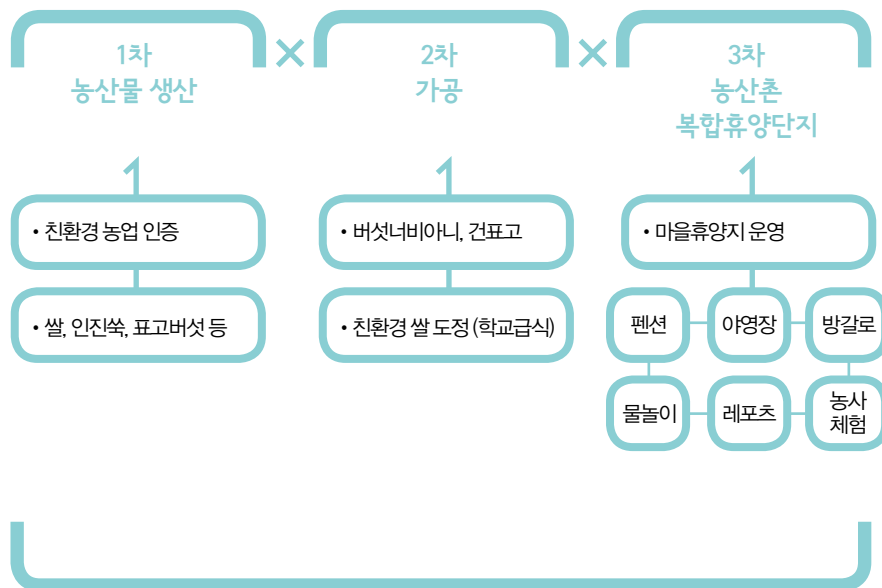 1차
농산물 생산
×
2차
가공
×
3차
농산촌
복합휴양단지
• 친환경 농업 인증
• 쌀, 인진쑥, 표고버섯 등
• 버섯너비아니, 건표고
• 친환경 쌀 도정 (학교급식)
• 마을휴양지 운영
펜션
야영장
방갈로
물놀이
레포츠
농사
체험